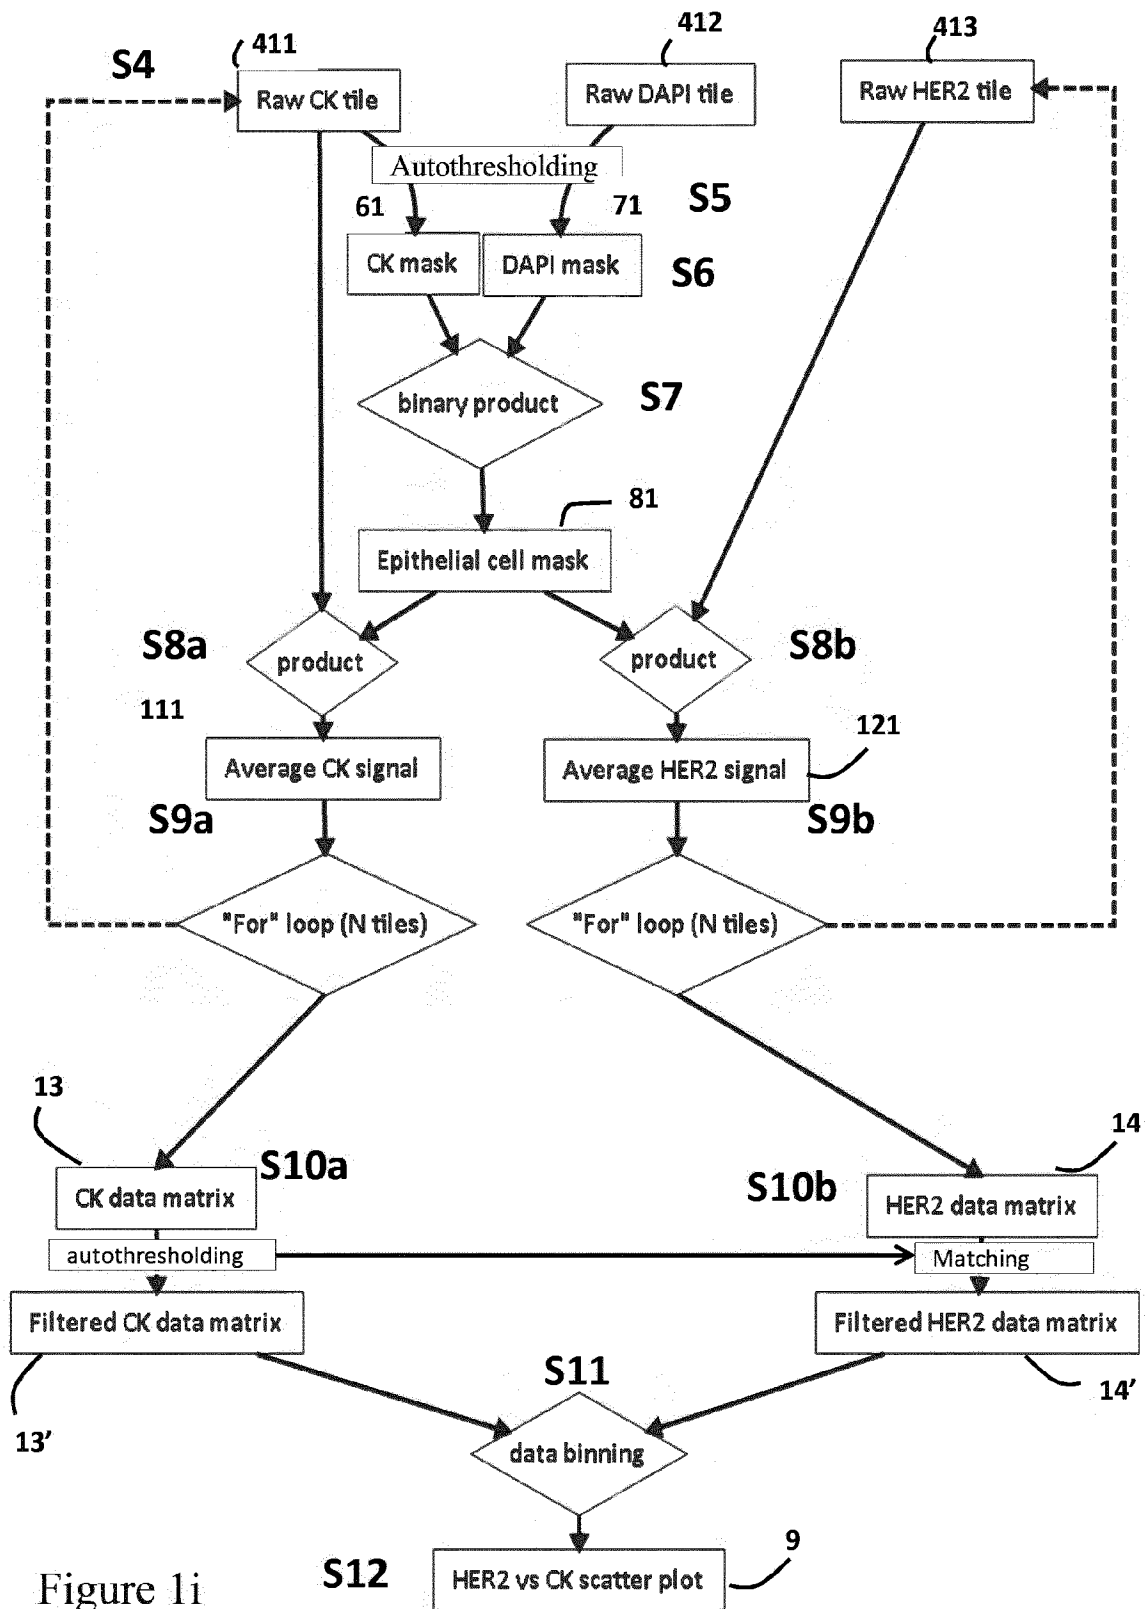 411
412
413
S4
Raw CK tile
Raw DAPI tile
Raw HER2 tile
Autothresholding
S5
61
71
CK mask
DAPI mask
S6
binary product
S7
81
Epithelial cell mask
S8a
product
product
S8b
111
121
Average CK signal
Average HER2 signal
S9a
S9b
"For" loop (N tiles)
"For" loop (N tiles)
13
14
S10a
S10b
CK data matrix
HER2 data matrix
autothresholding
Matching
Filtered CK data matrix
Filtered HER2 data matrix
S11
13’
14’
data binning
9
S12
HER2 vs CK scatter plot
Figure 1i